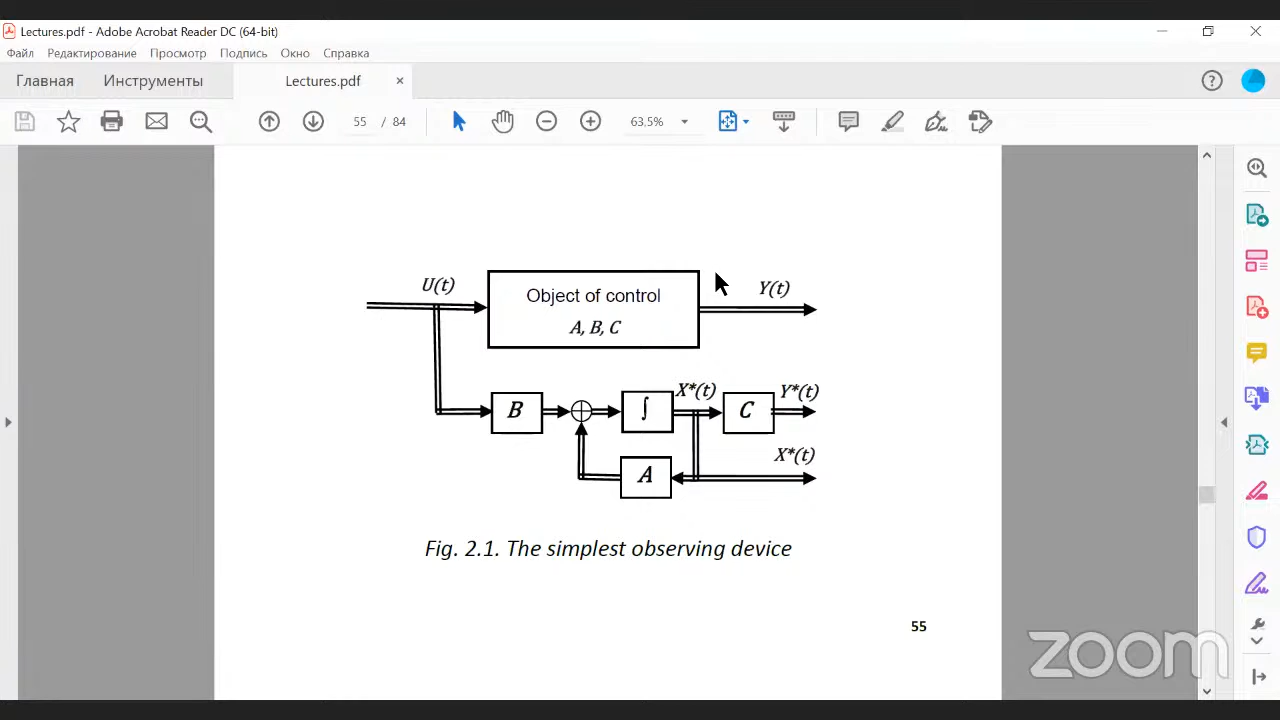 Lectures.pdf - Adobe Acrobat Reader DC (64-bit)
Файл Редактирование Просмотр Подпись Окно Справка
Главная Инструменты Lectures.pdf ×
55 / 84 63.5%
U(t) Object of control Y(t)
A, B, C
B ∫ X*(t) C Y*(t)
A X*(t)
Fig. 2.1. The simplest observing device
55
zoom